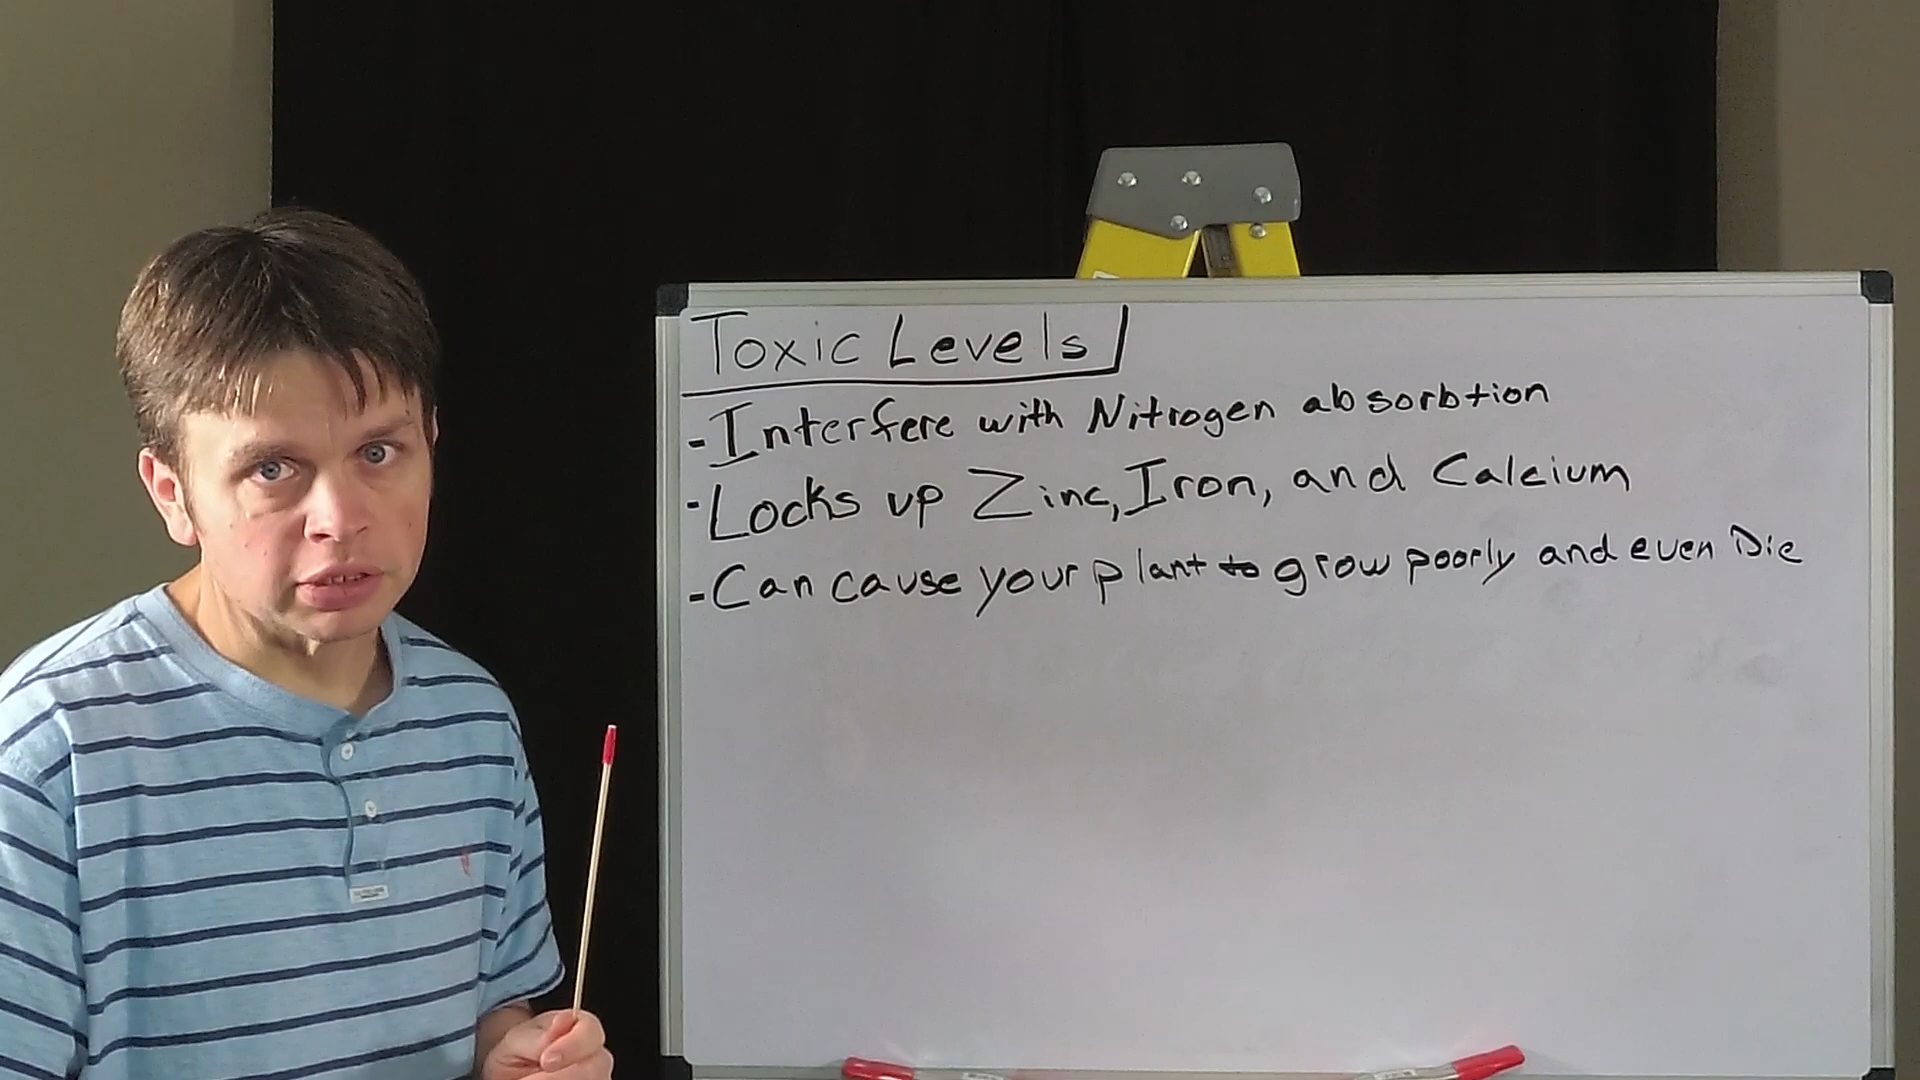 Toxic Levels
-Interfere with Nitrogen absorbtion
-Locks up Zinc, Iron, and Calcium
-Can cause your plant to grow poorly and even Die